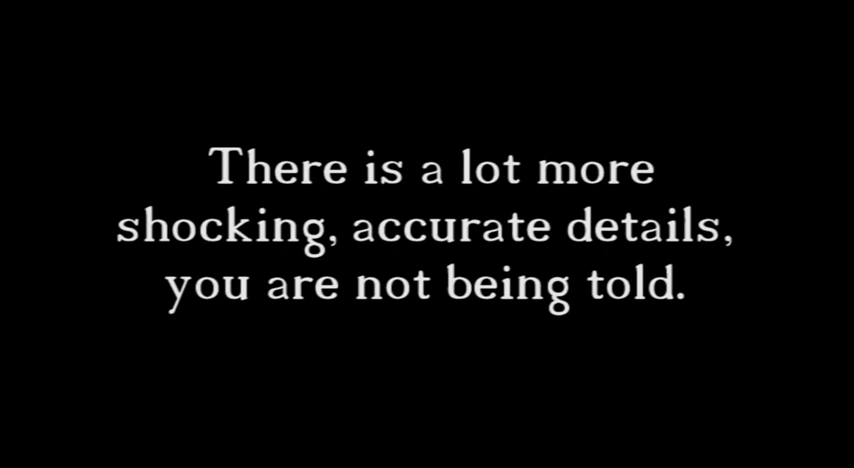 There is a lot more
shocking, accurate details,
you are not being told.